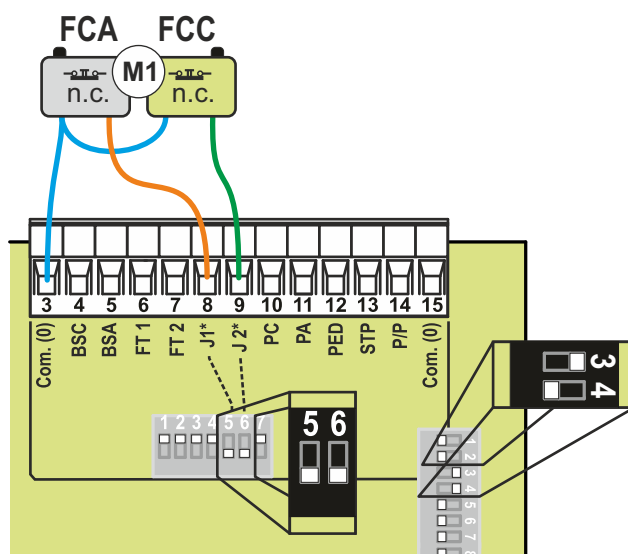 FCA FCC
M1
n.c. n.c.
3 4 5 6 7 8 9 10 11 12 13 14 15
Com. (0) BSC BSA FT 1 FT 2 J1* J 2* PC PA PED STP P/P Com. (0)
3
4
1 2 3 4 5 6 7
5 6
1
2
3
4
5
6
7
8